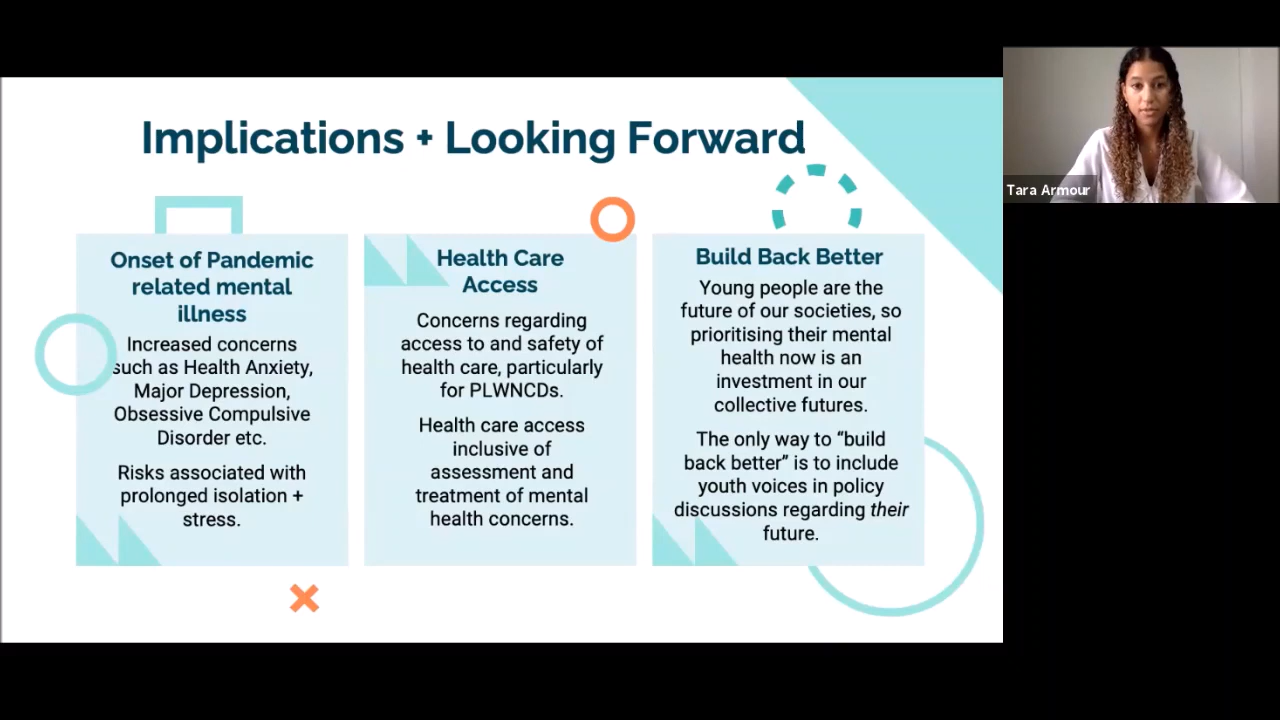 Implications + Looking Forward
Onset of Pandemic
related mental
illness
Increased concerns
such as Health Anxiety,
Major Depression,
Obsessive Compulsive
Disorder etc.
Risks associated with
prolonged isolation +
stress.
Health Care
Access
Concerns regarding
access to and safety of
health care, particularly
for PLWNCDs.
Health care access
inclusive of
assessment and
treatment of mental
health concerns.
Build Back Better
Young people are the
future of our societies, so
prioritising their mental
health now is an
investment in our
collective futures.
The only way to “build
back better” is to include
youth voices in policy
discussions regarding their
future.
Tara Armour